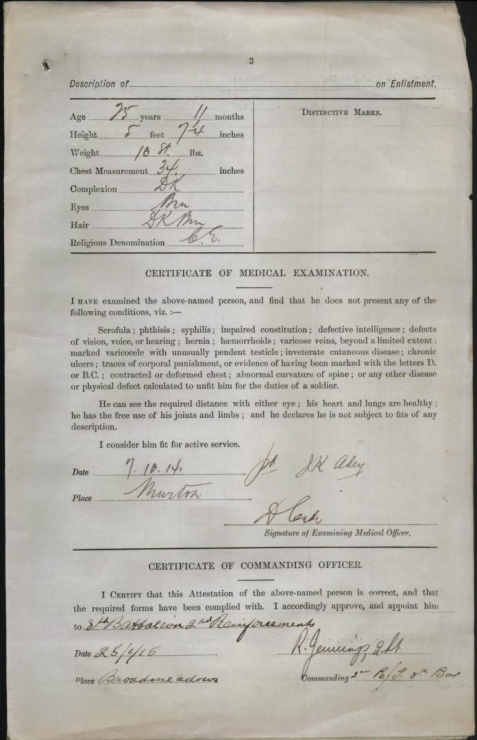 3
Description of on Enlistment.
Age 25 years 11 months
Height 5 feet 7¼ inches
Weight 10 st. lbs.
Chest Measurement 34 inches
Complexion DK
Eyes Brn
Hair DK Brn
Religious Denomination C.E.
DISTINCTIVE MARKS.
CERTIFICATE OF MEDICAL EXAMINATION.
I HAVE examined the above-named person, and find that he does not present any of the
following conditions, viz. :—
Scrofula ; phthisis ; syphilis ; impaired constitution ; defective intelligence ; defects
of vision, voice, or hearing ; hernia ; hæmorrhoids ; varicose veins, beyond a limited extent ;
marked varicocele with unusually pendent testicle ; inveterate cutaneous disease ; chronic
ulcers ; traces of corporal punishment, or evidence of having been marked with the letters D.
or B.C. ; contracted or deformed chest ; abnormal curvature of spine ; or any other disease
or physical defect calculated to unfit him for the duties of a soldier.
He can see the required distance with either eye ; his heart and lungs are healthy ;
he has the free use of his joints and limbs ; and he declares he is not subject to fits of any
description.
I consider him fit for active service.
Date 7.10.14
Place
Signature of Examining Medical Officer.
CERTIFICATE OF COMMANDING OFFICER.
I CERTIFY that this Attestation of the above-named person is correct, and that
the required forms have been complied with. I accordingly approve, and appoint him
to 8th Battalion 2nd Reinforcements
R. Jennings 2Lt
Date
Place Broadmeadows Commanding 2nd 8th